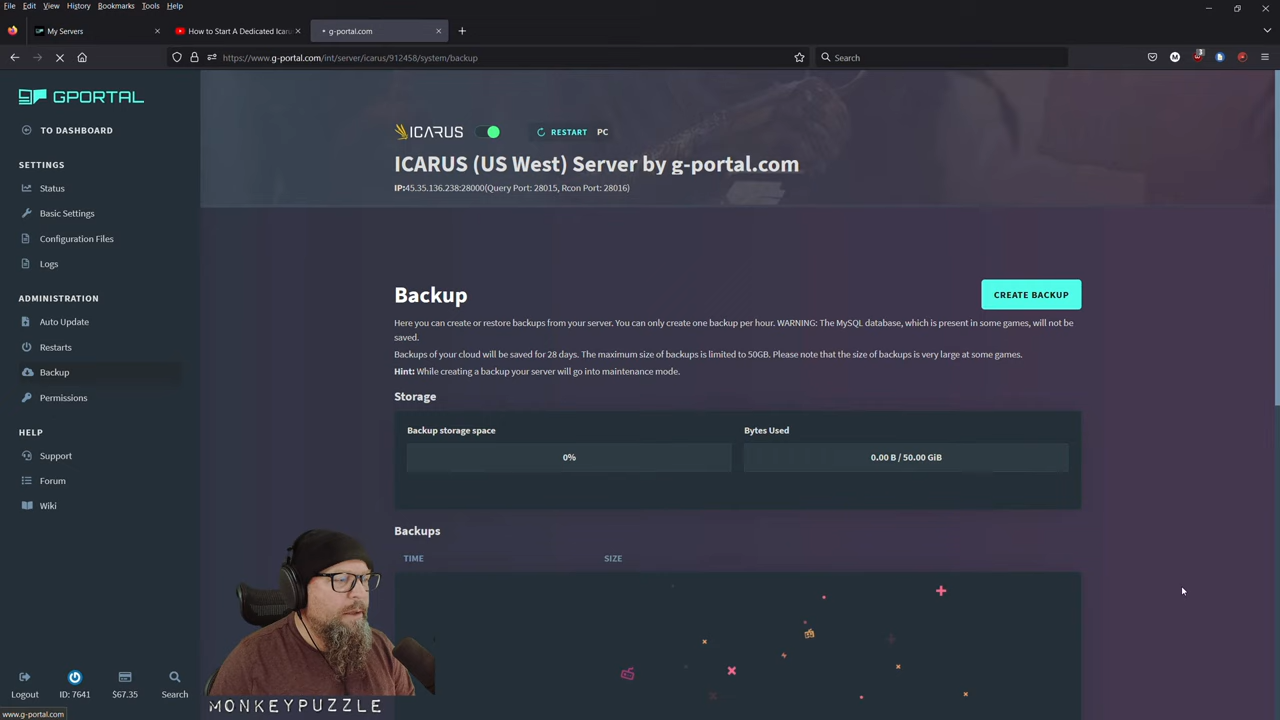 File Edit View History Bookmarks Tools Help
My Servers
How to Start A Dedicated Icar
g-portal.com
https://www.g-portal.com/int/server/icarus/912458/system/backup
Search
3
GPORTAL
TO DASHBOARD
SETTINGS
Status
Basic Settings
Configuration Files
Logs
ADMINISTRATION
Auto Update
Restarts
Backup
Permissions
HELP
Support
Forum
Wiki
Logout
ID: 7641
$67.35
Search
www.g-portal.com
ICARUS
RESTART
PC
ICARUS (US West) Server by g-portal.com
IP:45.35.136.238:28000(Query Port: 28015, Rcon Port: 28016)
Backup
CREATE BACKUP
Here you can create or restore backups from your server. You can only create one backup per hour. WARNING: The MySQL database, which is present in some games, will not be
saved.
Backups of your cloud will be saved for 28 days. The maximum size of backups is limited to 50GB. Please note that the size of backups is very large at some games.
Hint: While creating a backup your server will go into maintenance mode.
Storage
Backup storage space
Bytes Used
0%
0.00 B / 50.00 GiB
Backups
TIME
SIZE
MONKEYPUZZLE